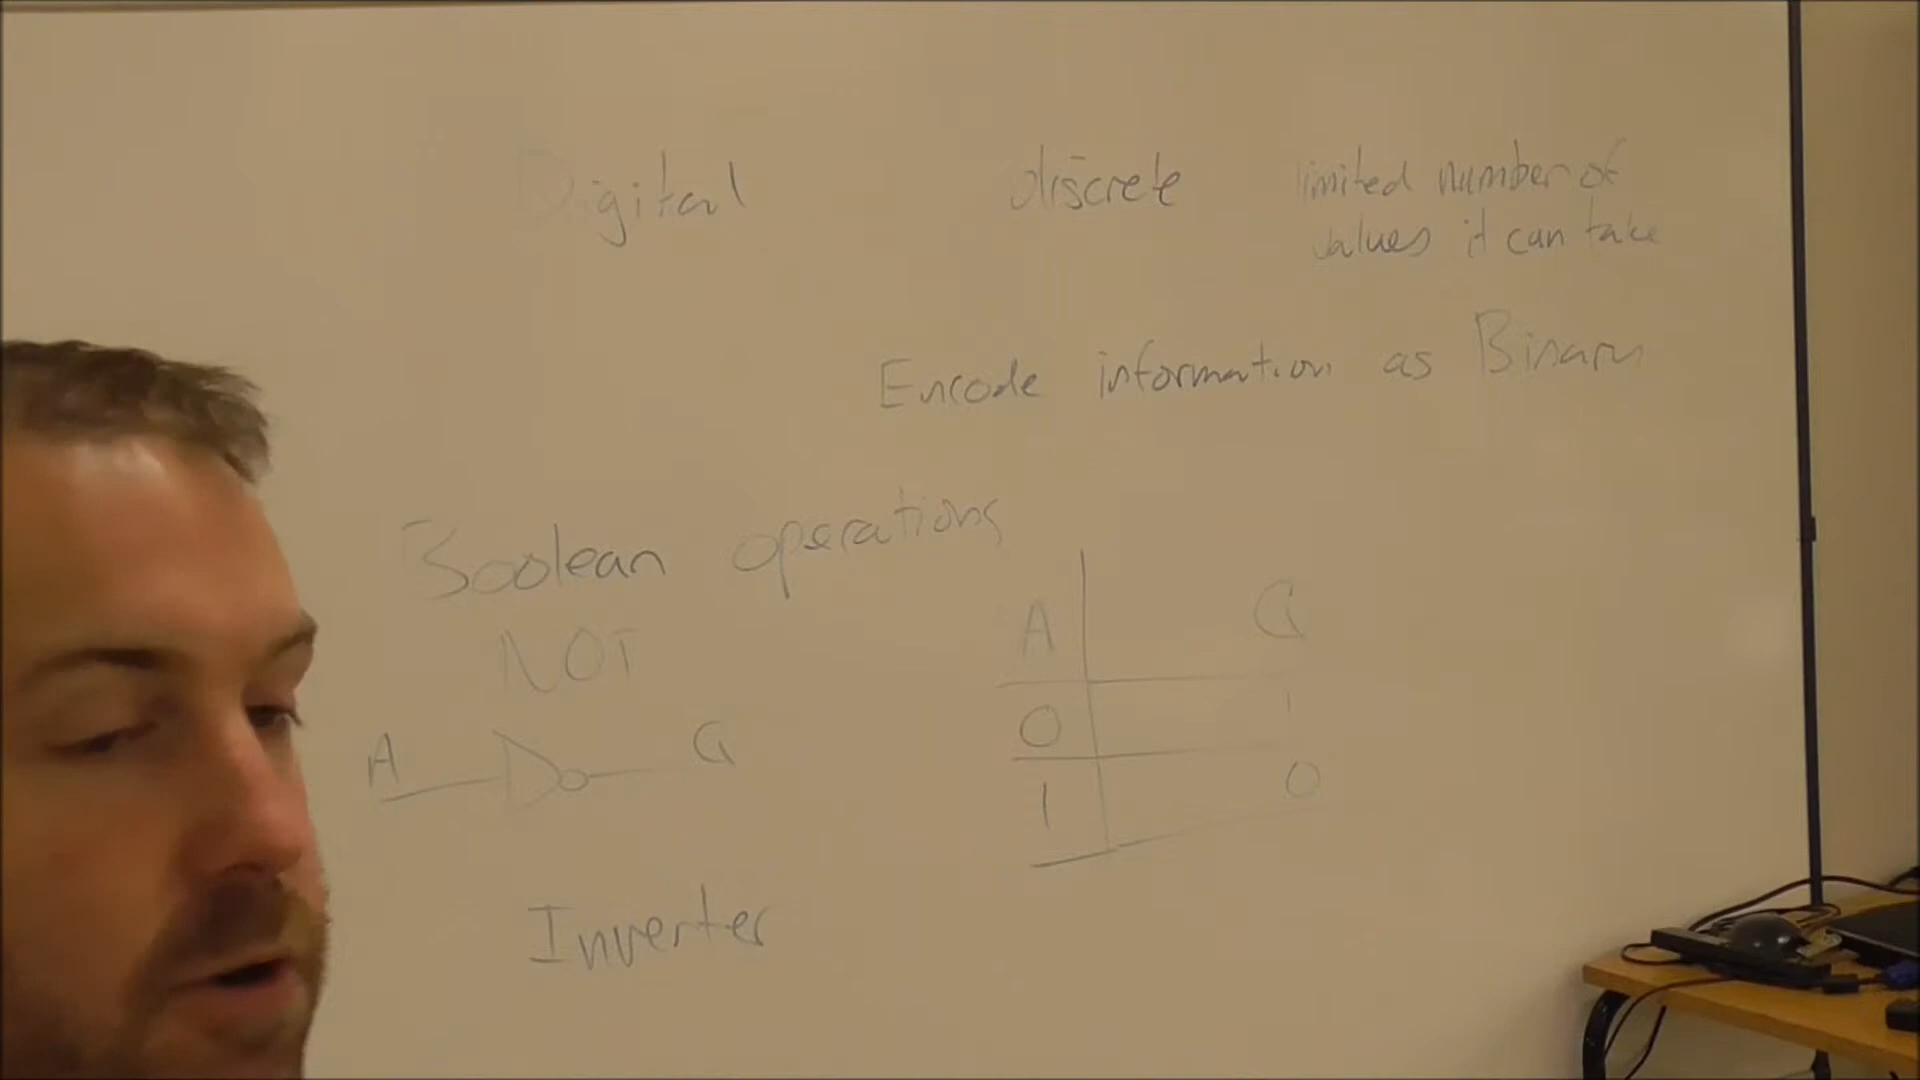 Digital discrete limited number of
values it can take
Encode information as Binary
Boolean operations
NOT
A Q
0 1
A Q
1 0
Inverter